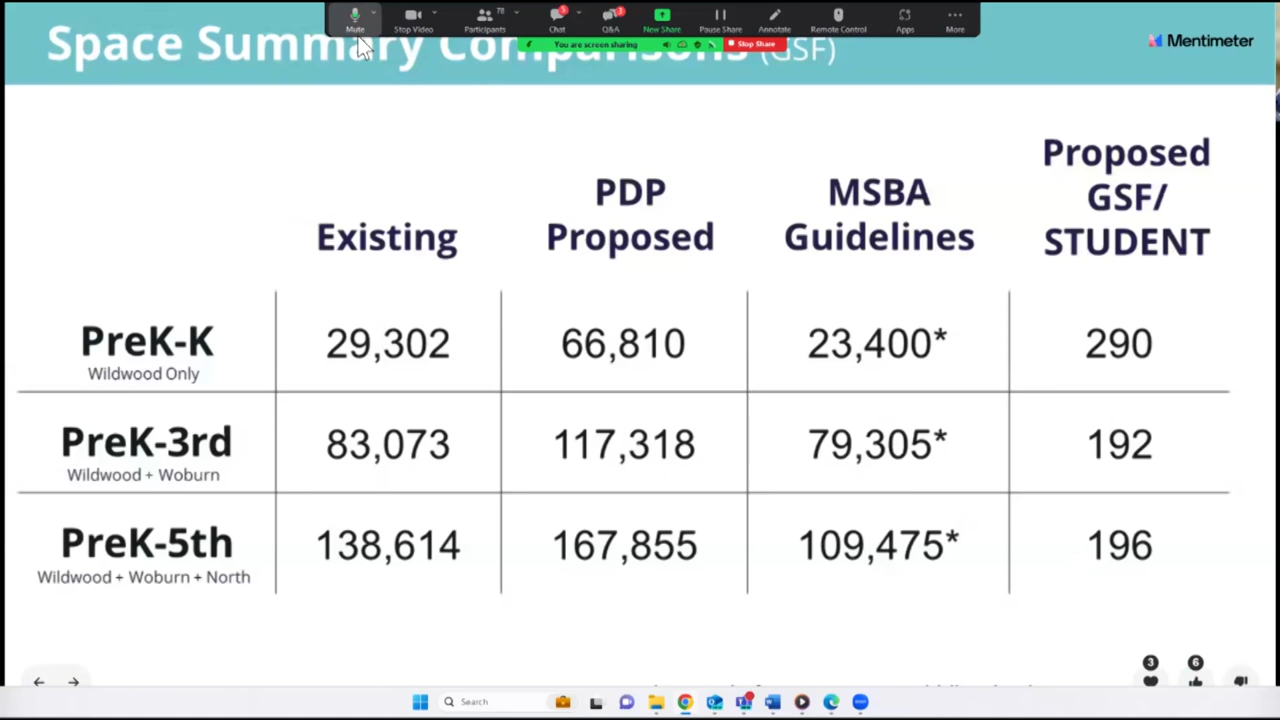 78
5
3
Mute
Stop Video
Participants
Chat
Q&A
New Share
Pause Share
Annotate
Remote Control
Apps
More
You are screen sharing
Stop Share
Space Summary Comparisons (GSF)
Mentimeter
Existing
PDP
Proposed
MSBA
Guidelines
Proposed
GSF/
STUDENT
PreK-K
Wildwood Only
29,302
66,810
23,400*
290
PreK-3rd
Wildwood + Woburn
83,073
117,318
79,305*
192
PreK-5th
Wildwood + Woburn + North
138,614
167,855
109,475*
196
3
6
Search